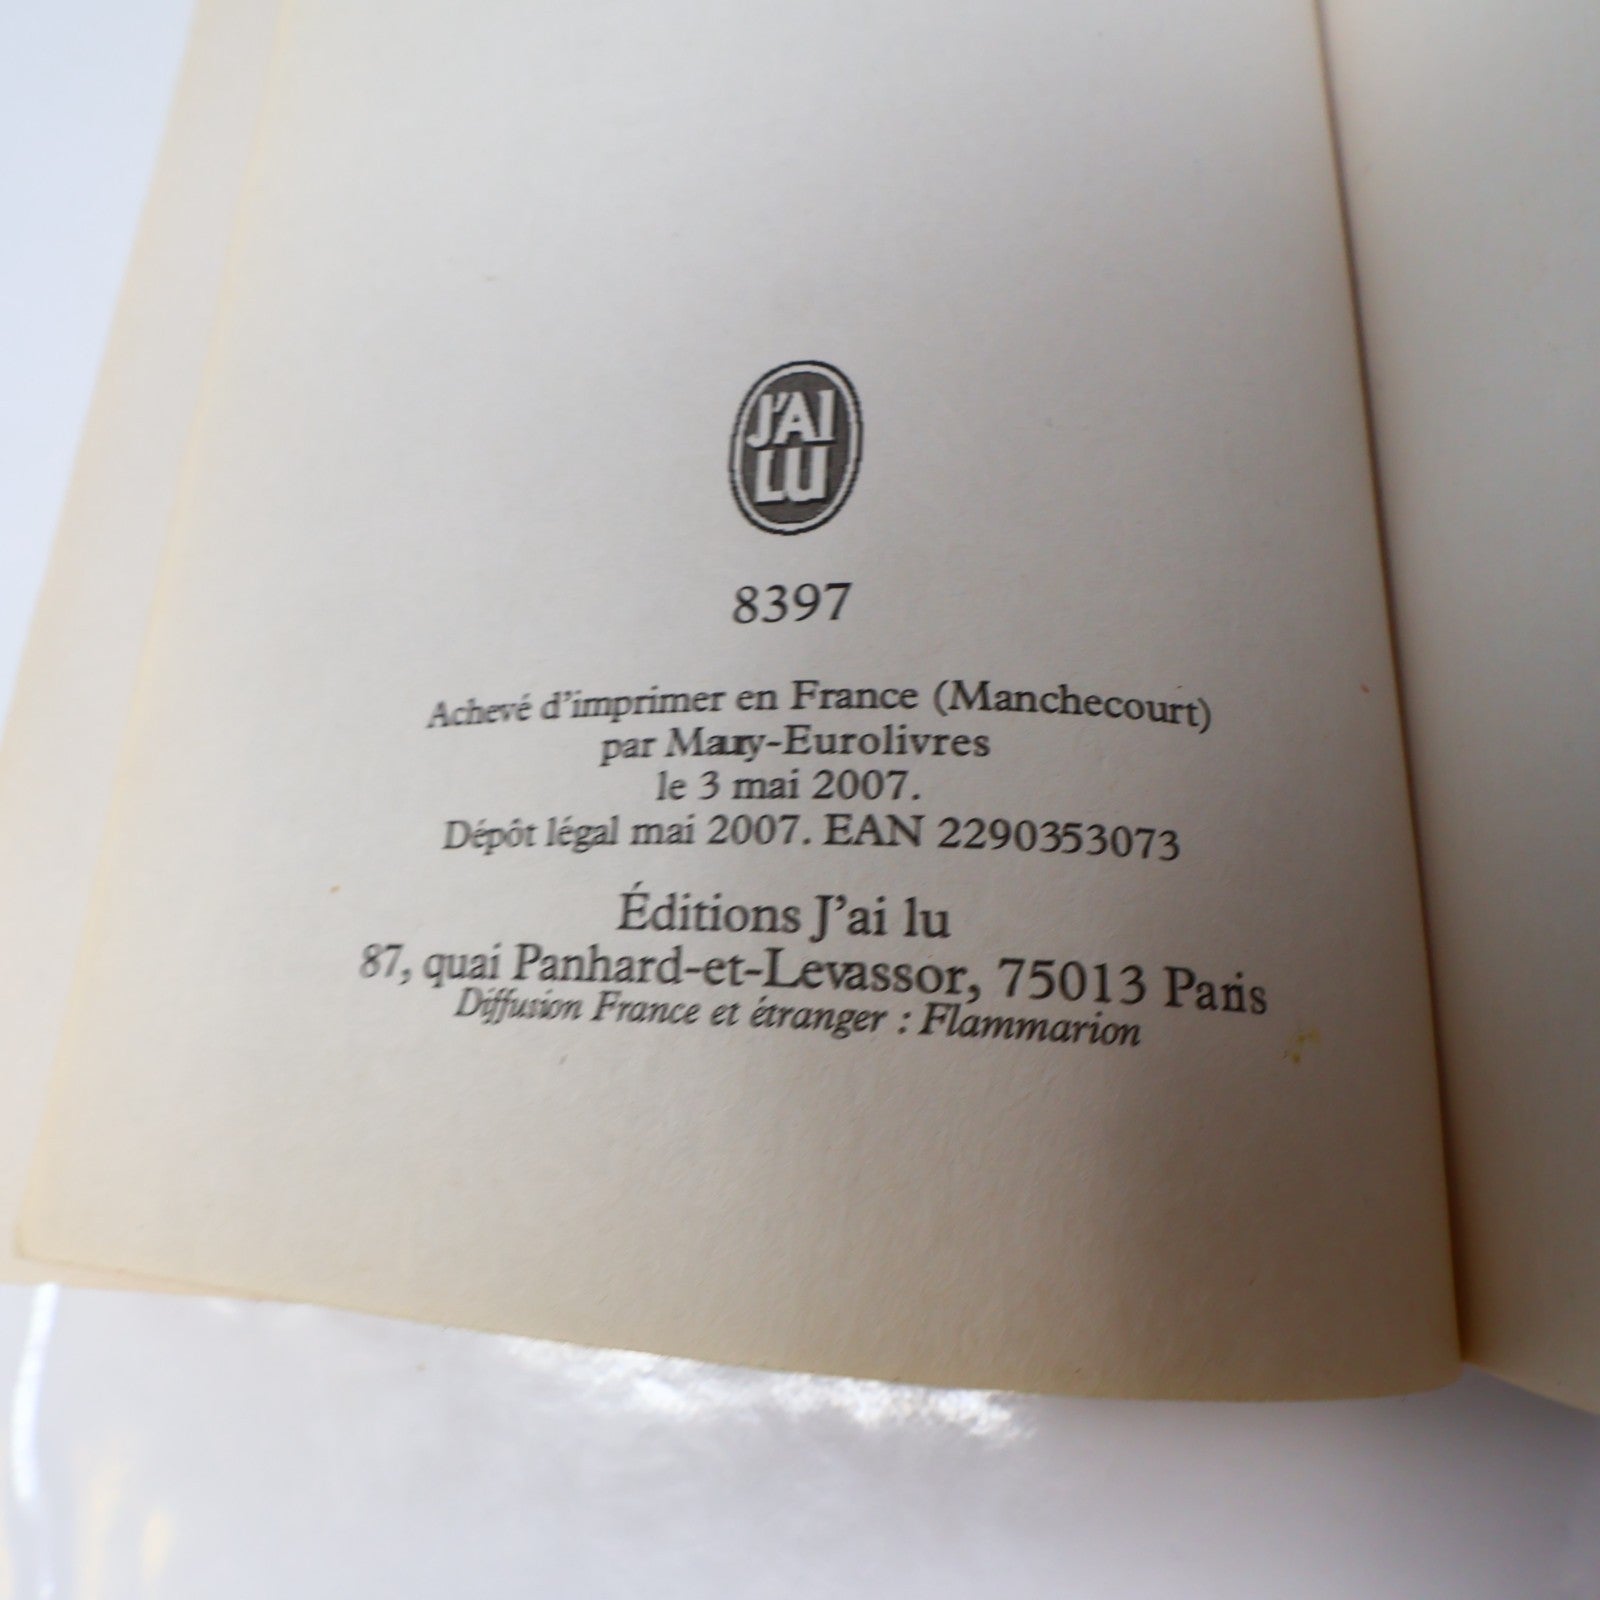 J'AI
LU
8397
Achevé d'imprimer en France (Manchecourt)
par Maury-Eurolivres
le 3 mai 2007.
Dépôt légal mai 2007. EAN 2290353073
Éditions J'ai lu
87, quai Panhard-et-Levassor, 75013 Paris
Diffusion France et étranger : Flammarion